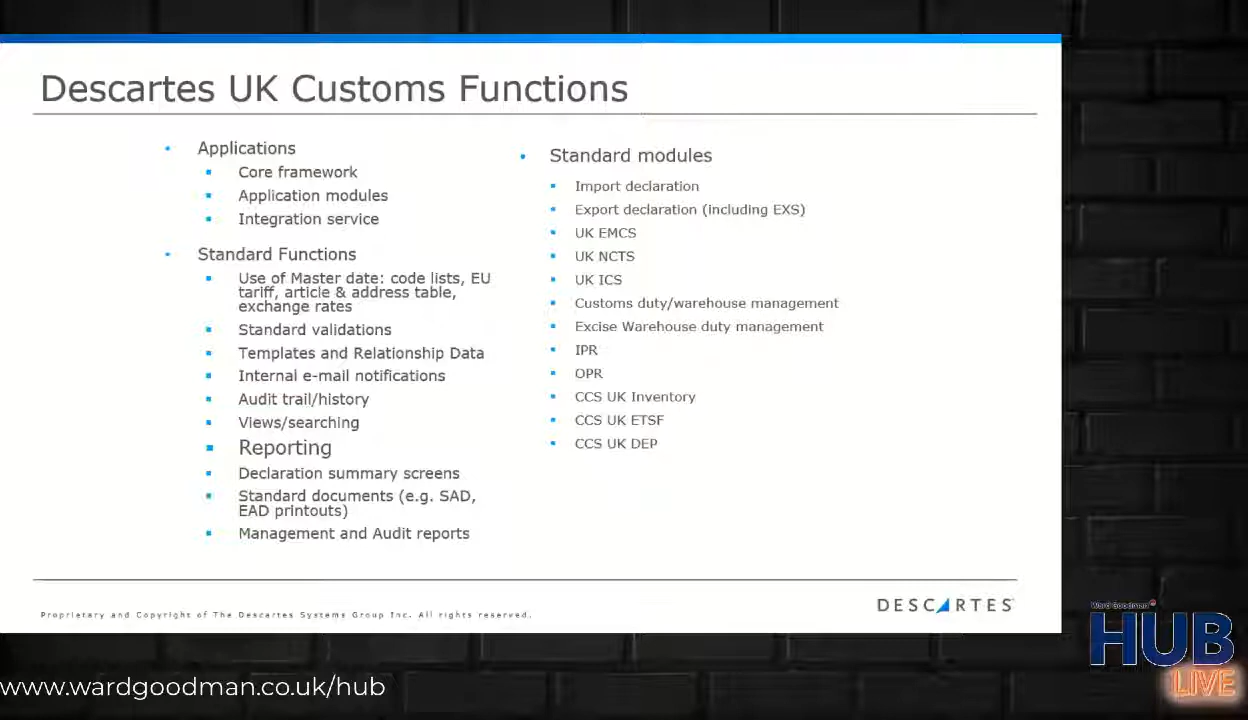 Descartes UK Customs Functions
Applications
Core framework
Application modules
Integration service
Standard Functions
Use of Master date: code lists, EU
tariff, article & address table,
exchange rates
Standard validations
Templates and Relationship Data
Internal e-mail notifications
Audit trail/history
Views/searching
Reporting
Declaration summary screens
Standard documents (e.g. SAD,
EAD printouts)
Management and Audit reports
Standard modules
Import declaration
Export declaration (including EXS)
UK EMCS
UK NCTS
UK ICS
Customs duty/warehouse management
Excise Warehouse duty management
IPR
OPR
CCS UK Inventory
CCS UK ETSF
CCS UK DEP
Proprietary and Copyright of The Descartes Systems Group Inc. All rights reserved.
DESCARTES
Ward Goodman
HUB
LIVE
www.wardgoodman.co.uk/hub